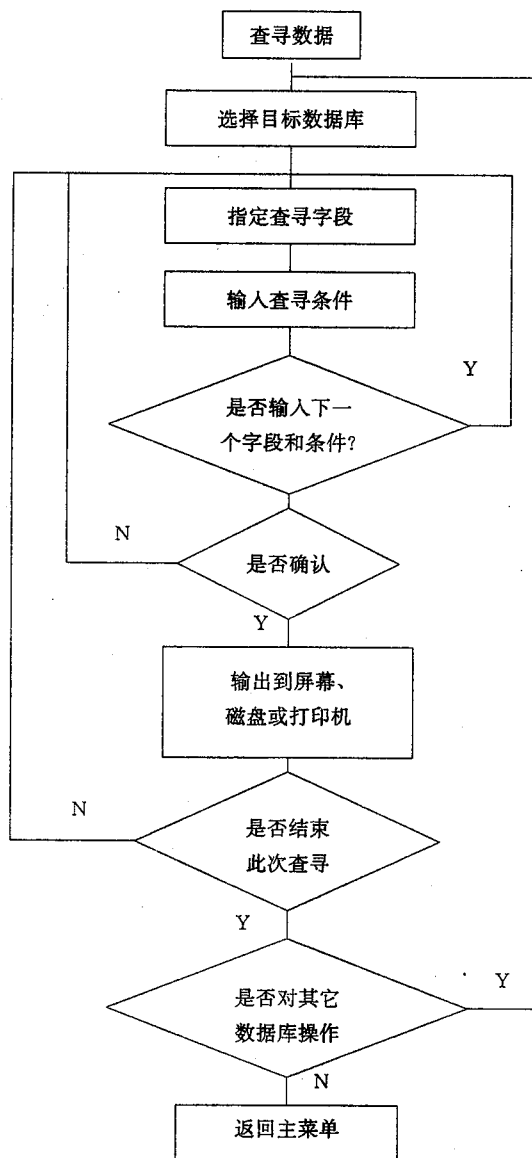 查寻数据
选择目标数据库
指定查寻字段
输入查寻条件
Y
是否输入下一
个字段和条件?
N
是否确认
Y
输出到屏幕、
磁盘或打印机
N
是否结束
此次查寻
Y
Y
是否对其它
数据库操作
N
返回主菜单